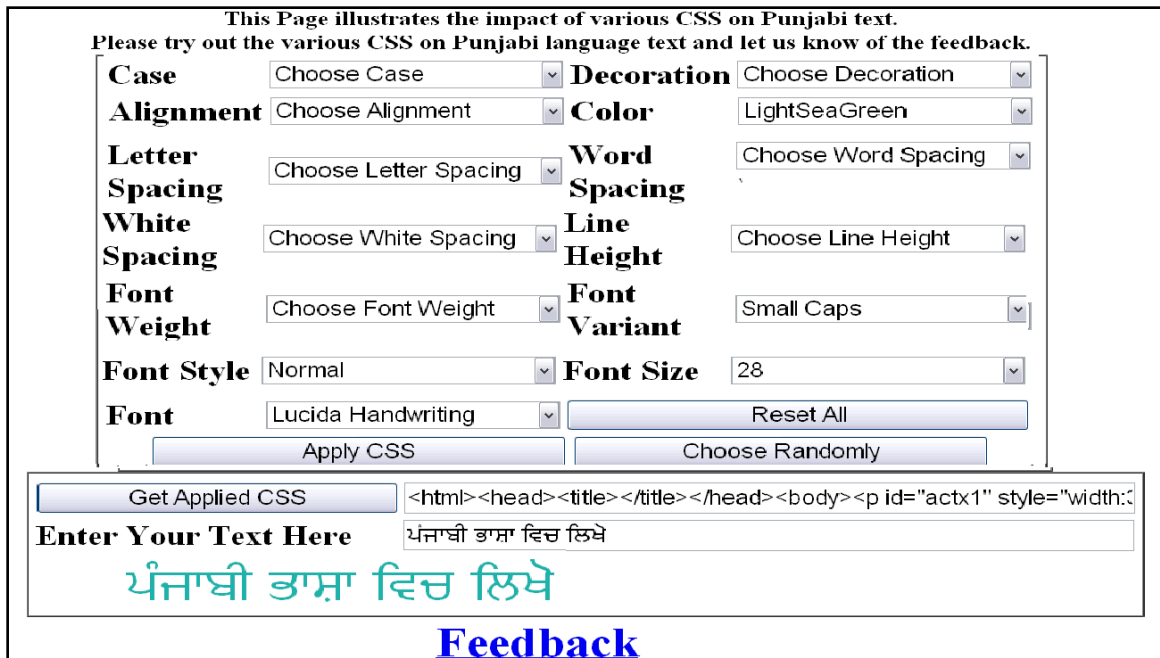 This Page illustrates the impact of various CSS on Punjabi text.
Please try out the various CSS on Punjabi language text and let us know of the feedback.
Case Choose Case Decoration Choose Decoration
Alignment Choose Alignment Color LightSeaGreen
Letter Spacing Choose Letter Spacing Word Spacing Choose Word Spacing
White Spacing Choose White Spacing Line Height Choose Line Height
Font Weight Choose Font Weight Font Variant Small Caps
Font Style Normal Font Size 28
Font Lucida Handwriting Reset All
Apply CSS Choose Randomly
Get Applied CSS <html><head><title></title></head><body><p id="actx1" style="width:
Enter Your Text Here ਪੰਜਾਬੀ ਭਾਸ਼ਾ ਵਿਚ ਲਿਖੋ
ਪੰਜਾਬੀ ਭਾਸ਼ਾ ਵਿਚ ਲਿਖੋ
Feedback